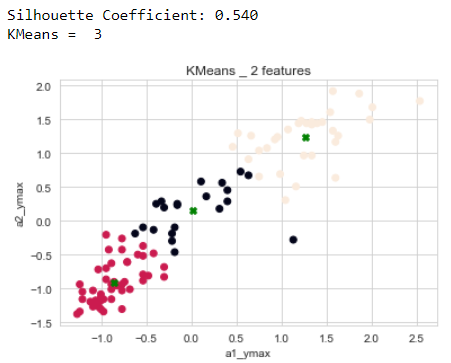 Silhouette Coefficient: 0.540
KMeans =  3
KMeans _ 2 features
2.0
1.5
1.0
0.5
0.0
−0.5
−1.0
−1.5
a2_ymax
−1.0 −0.5 0.0 0.5 1.0 1.5 2.0 2.5
a1_ymax